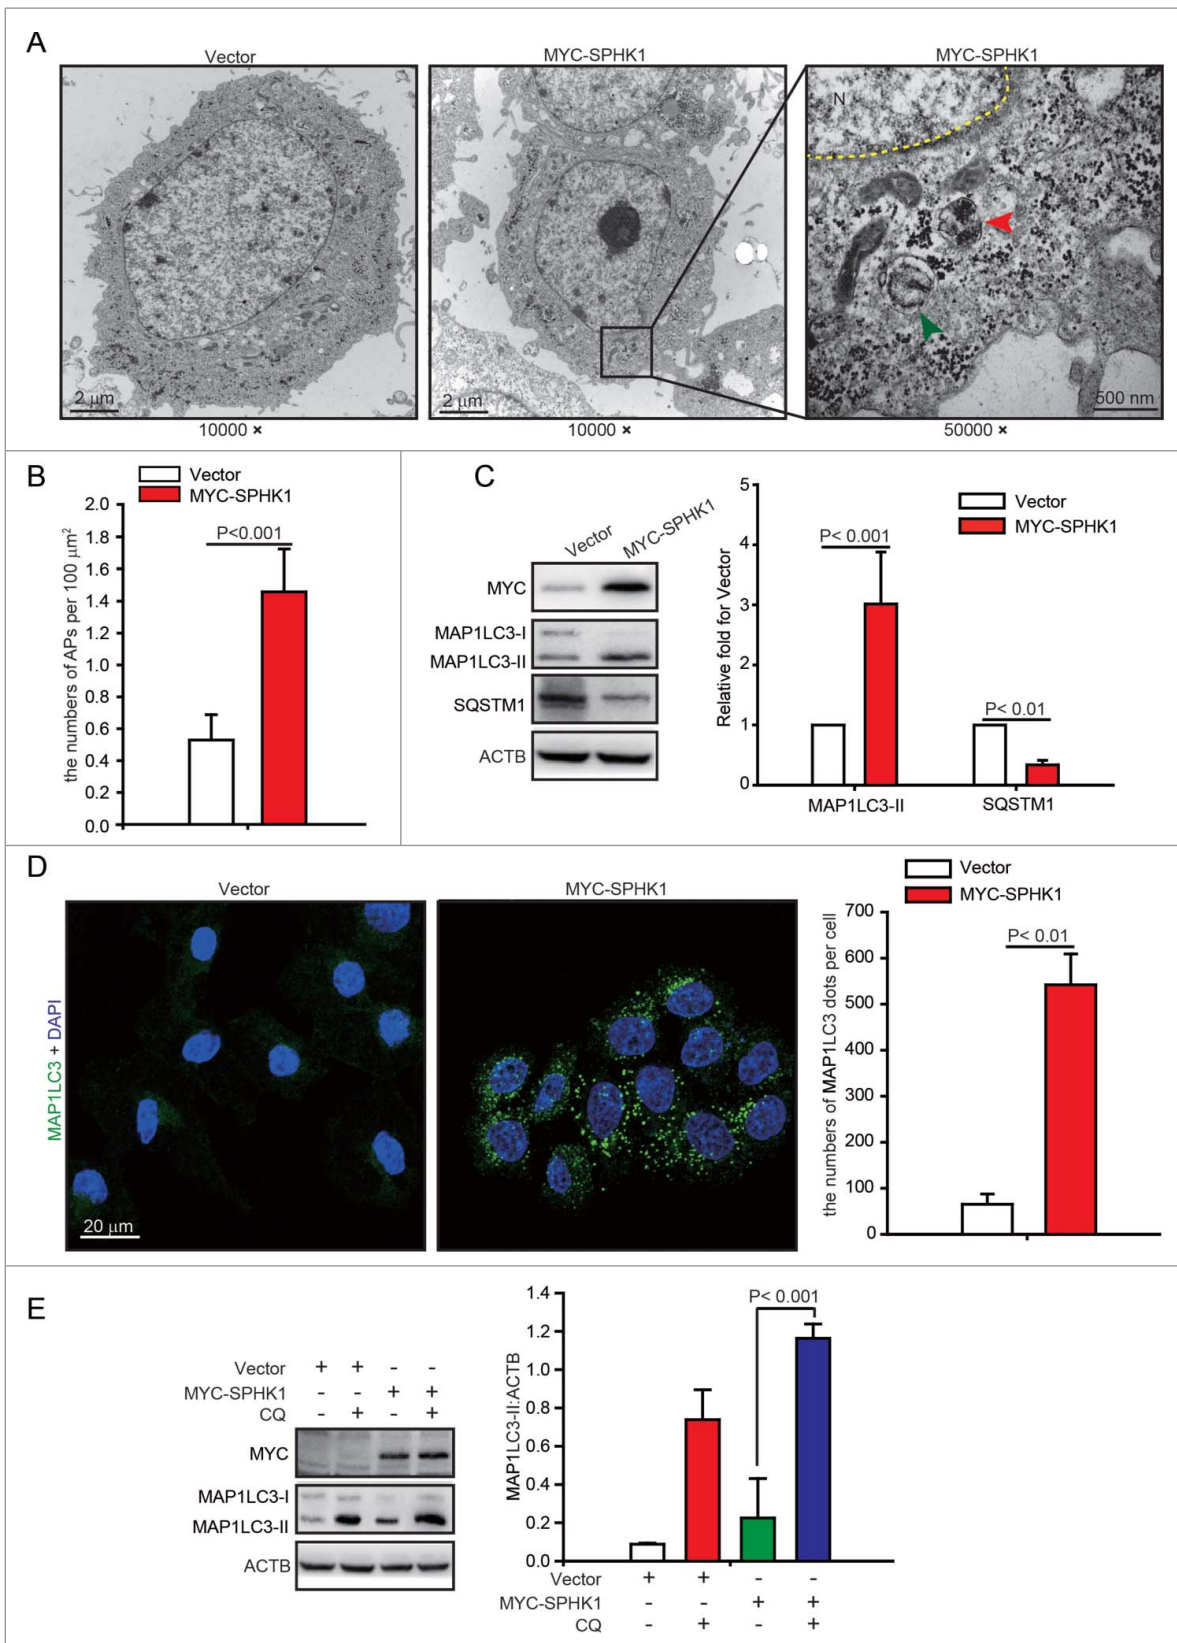 A
Vector
MYC-SPHK1
MYC-SPHK1
N
2 μm
2 μm
500 nm
10000 ×
10000 ×
50000 ×
B
Vector
MYC-SPHK1
the numbers of APs per 100 μm²
2.0
1.8
1.6
1.4
1.2
1.0
0.8
0.6
0.4
0.2
0.0
P<0.001
C
Vector
MYC-SPHK1
MYC
MAP1LC3-I
MAP1LC3-II
SQSTM1
ACTB
Relative fold for Vector
5
4
3
2
1
0
Vector
MYC-SPHK1
P< 0.001
P< 0.01
MAP1LC3-II
SQSTM1
D
Vector
MYC-SPHK1
MAP1LC3 + DAPI
20 μm
Vector
MYC-SPHK1
the numbers of MAP1LC3 dots per cell
700
600
500
400
300
200
100
0
P< 0.01
E
Vector + + - -
MYC-SPHK1 - - + +
CQ - + - +
MYC
MAP1LC3-I
MAP1LC3-II
ACTB
MAP1LC3-II:ACTB
1.4
1.2
1.0
0.8
0.6
0.4
0.2
0.0
P< 0.001
Vector + + - -
MYC-SPHK1 - - + +
CQ - + - +